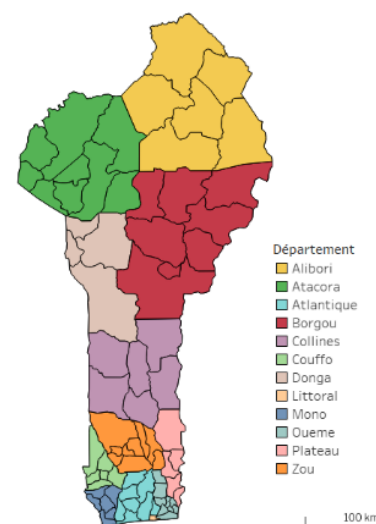 Département
Alibori
Atacora
Atlantique
Borgou
Collines
Couffo
Donga
Littoral
Mono
Oueme
Plateau
Zou
100 km